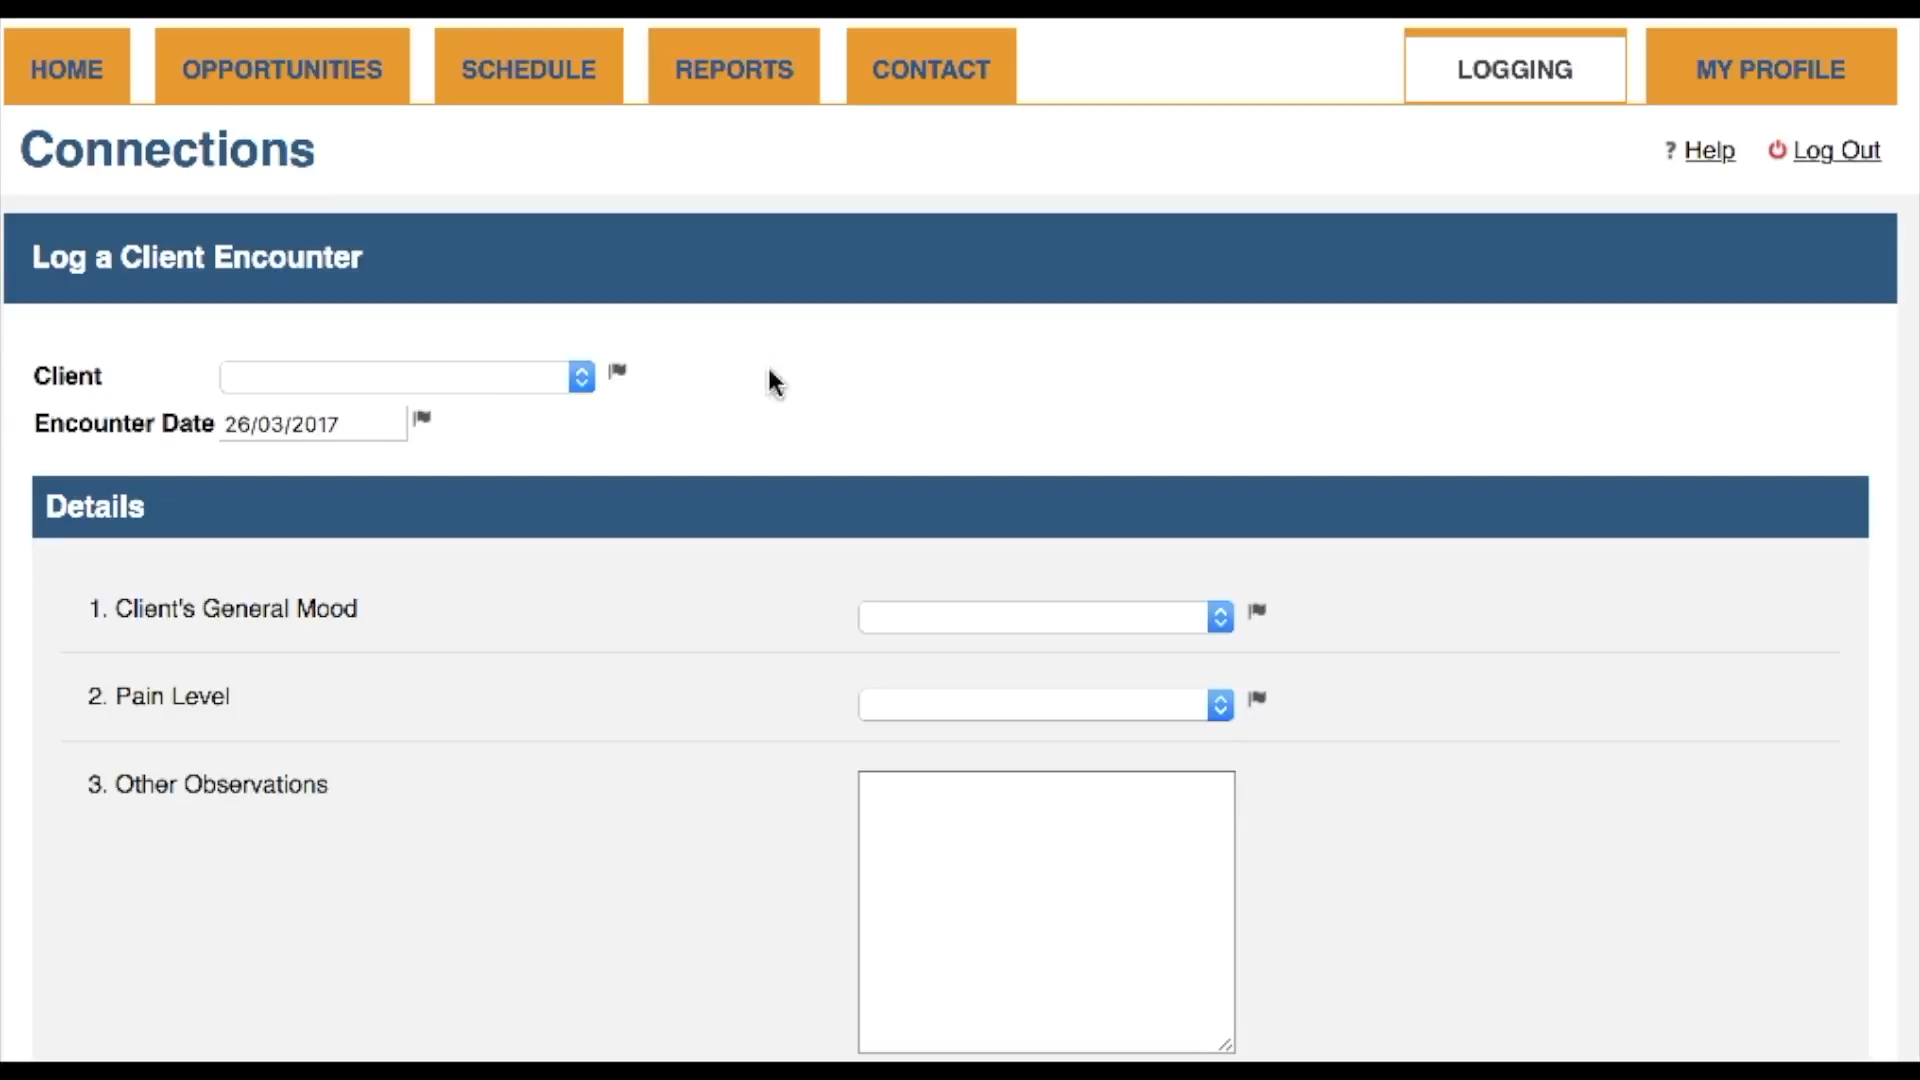 HOME OPPORTUNITIES SCHEDULE REPORTS CONTACT LOGGING MY PROFILE
Connections
? Help Log Out
Log a Client Encounter
Client
Encounter Date 26/03/2017
Details
1. Client's General Mood
2. Pain Level
3. Other Observations